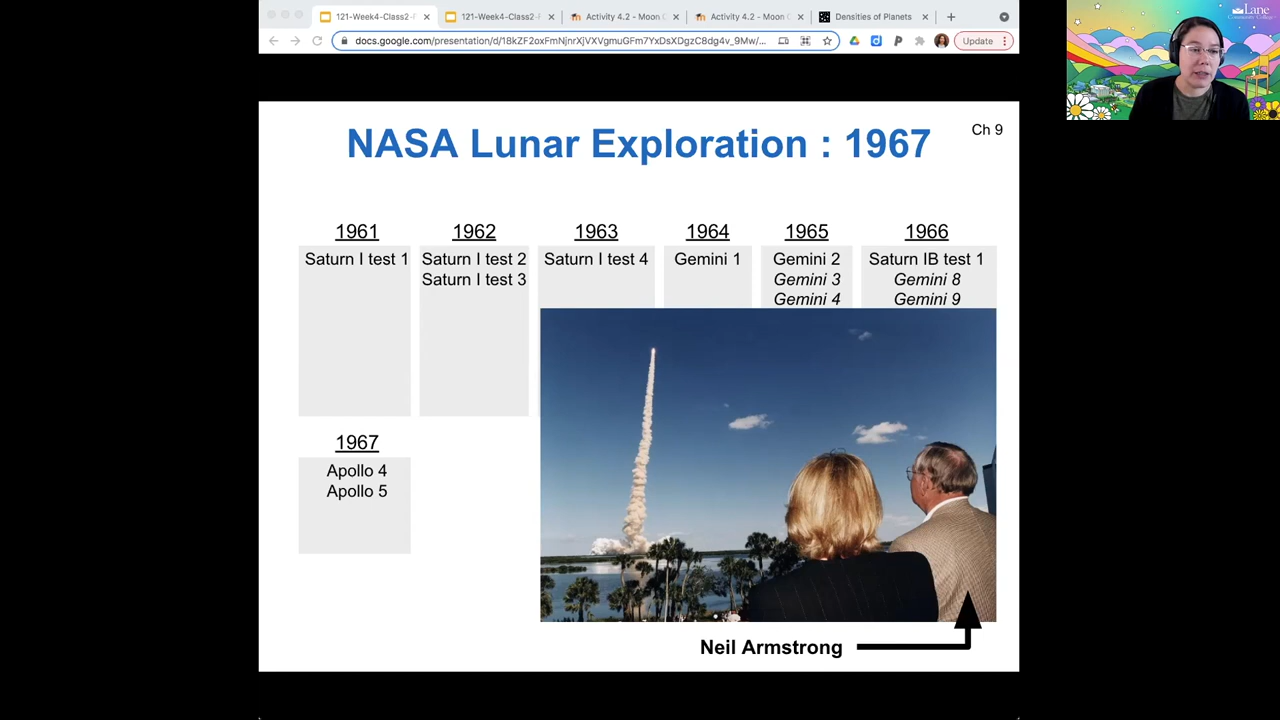 121-Week4-Class2-F
121-Week4-Class2-F
Activity 4.2 - Moon C
Activity 4.2 - Moon C
Densities of Planets
docs.google.com/presentation/d/18kZF2oxFmNjnrXjVXVgmuGFm7YxDsXDgzC8dg4v_9Mw/...
Update
Lane
Community College
NASA Lunar Exploration : 1967
Ch 9
1961
Saturn I test 1
1962
Saturn I test 2
Saturn I test 3
1963
Saturn I test 4
1964
Gemini 1
1965
Gemini 2
Gemini 3
Gemini 4
1966
Saturn IB test 1
Gemini 8
Gemini 9
1967
Apollo 4
Apollo 5
Neil Armstrong